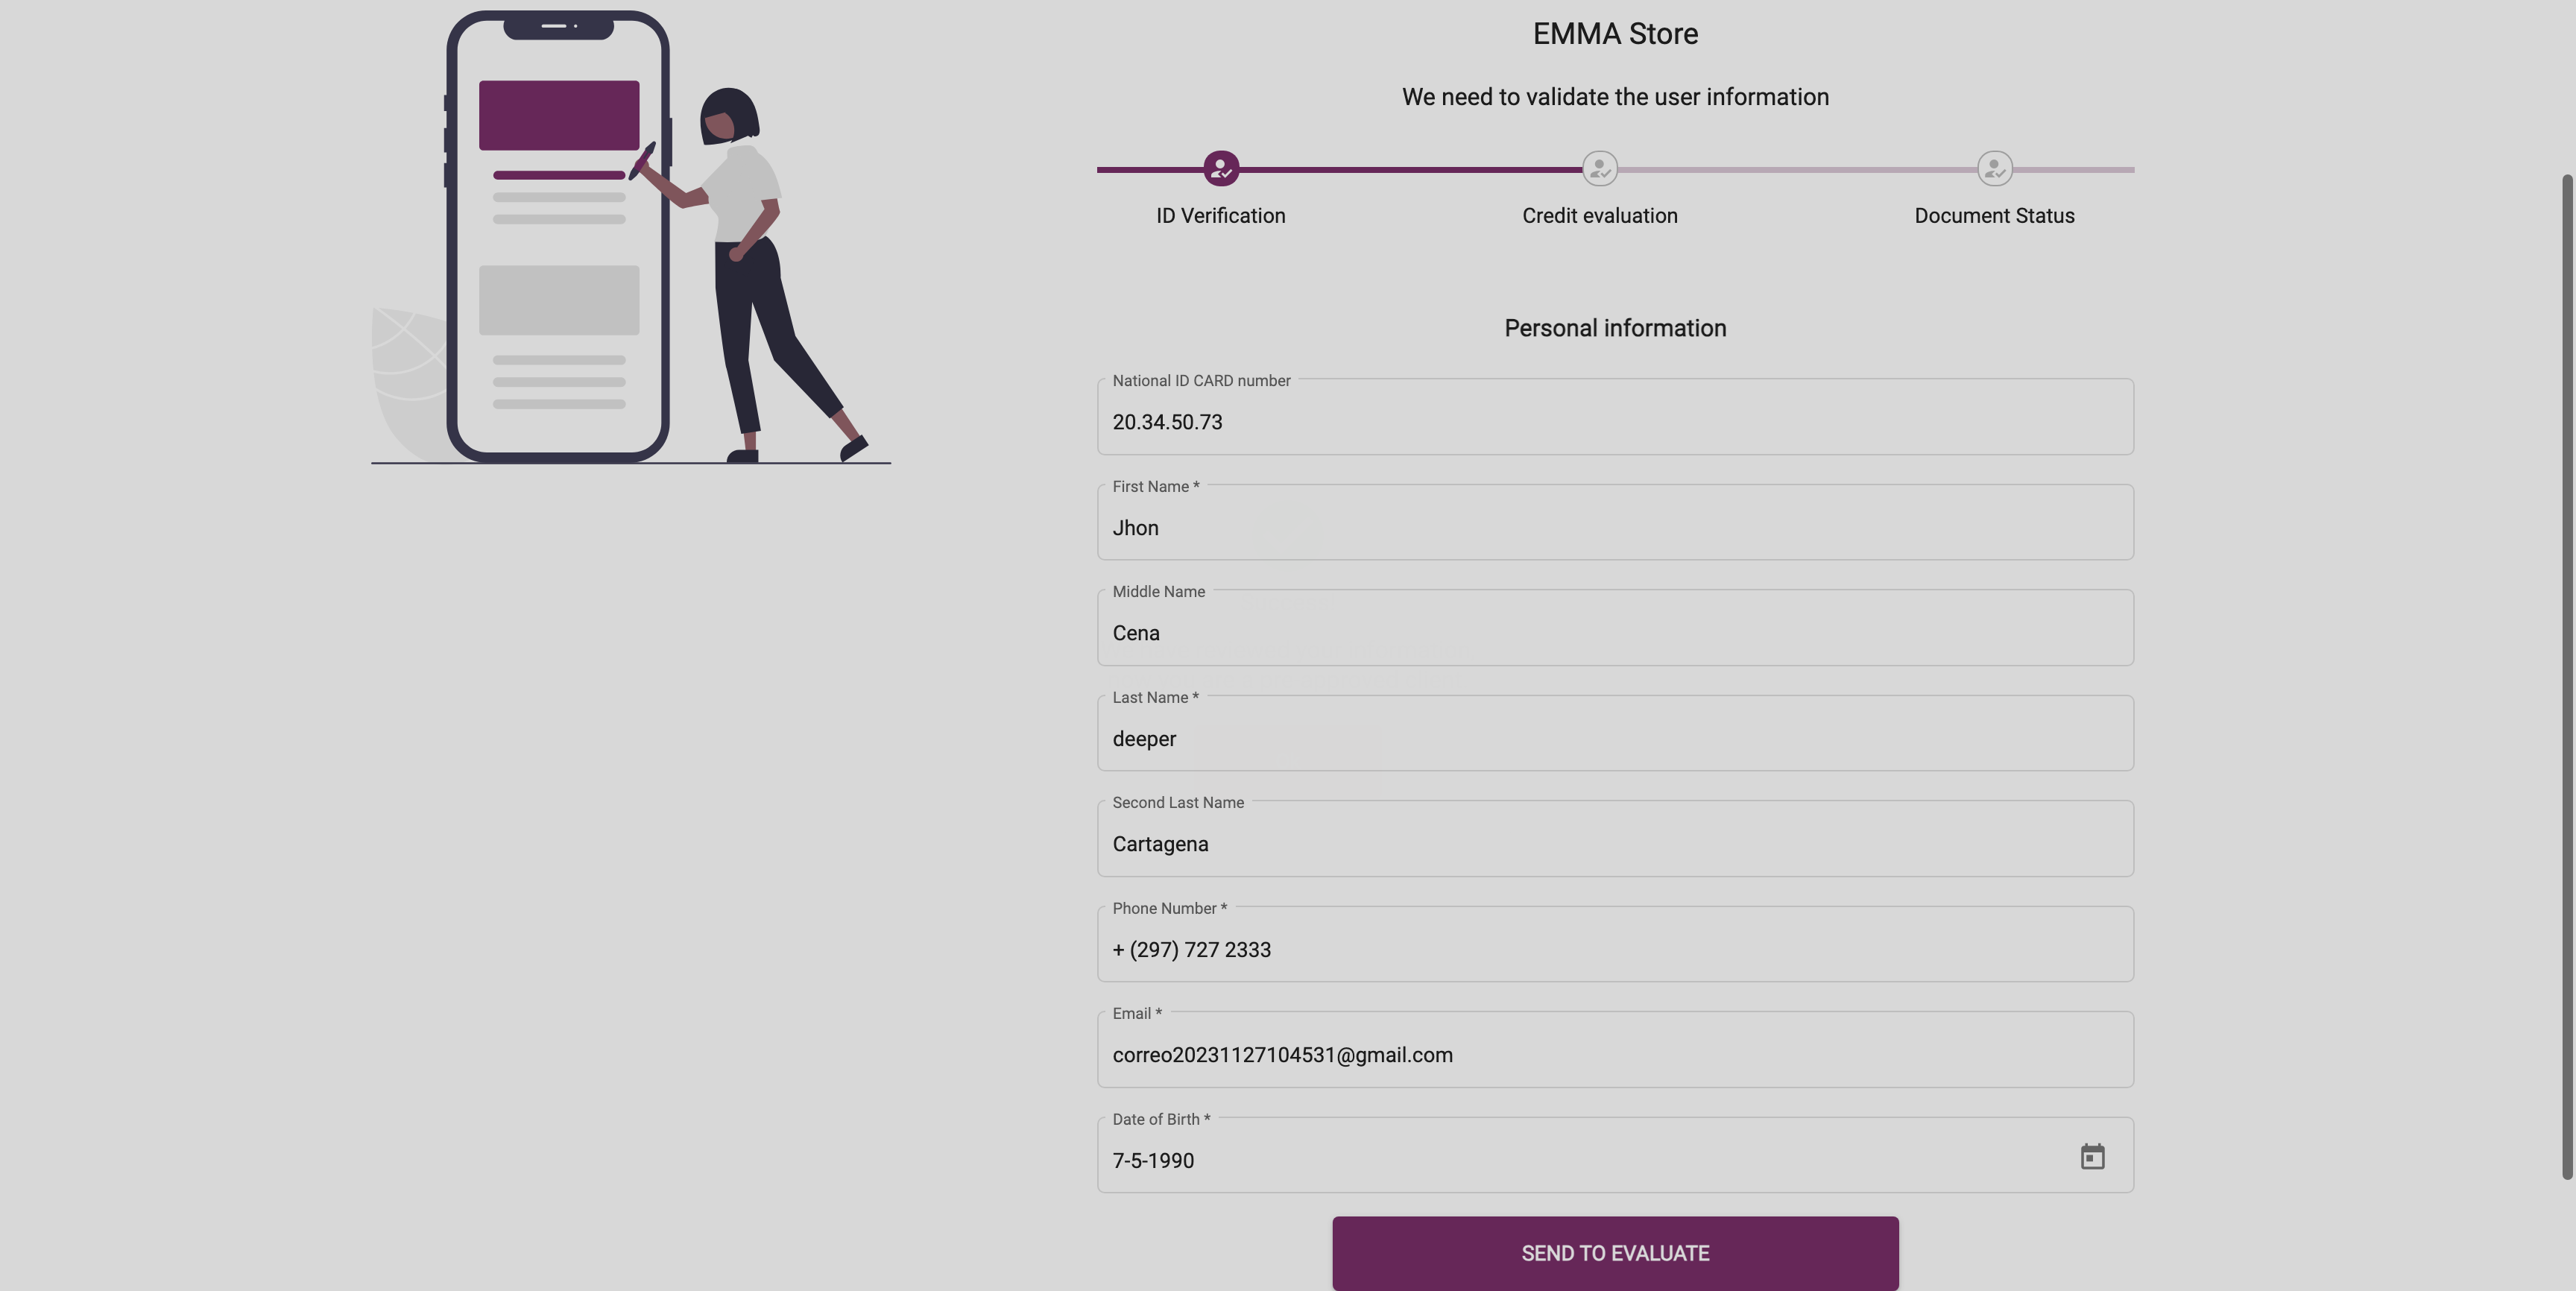 EMMA Store
We need to validate the user information
ID Verification
Credit evaluation
Document Status
Personal information
National ID CARD number
20.34.50.73
First Name *
Jhon
Middle Name
Cena
Last Name *
deeper
Second Last Name
Cartagena
Phone Number *
+ (297) 727 2333
Email *
correo20231127104531@gmail.com
Date of Birth *
7-5-1990
SEND TO EVALUATE